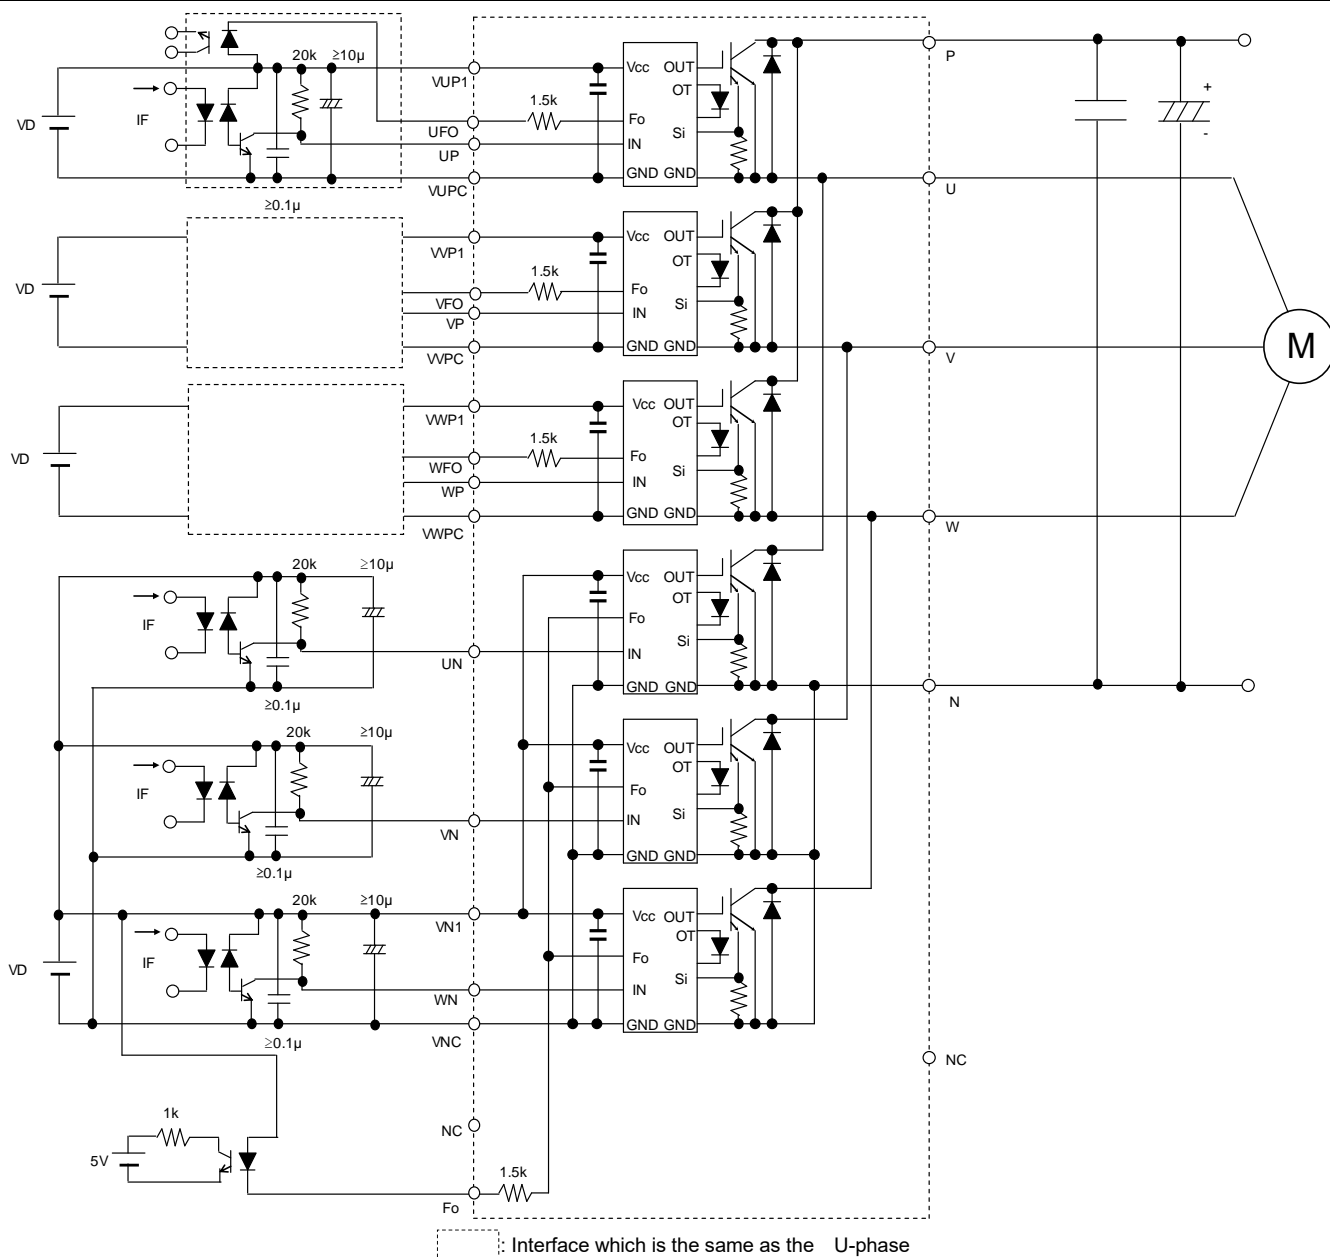 20k ≥10μ
VD
IF
≥0.1μ
VUP1
UFO
UP
VUPC
1.5k
Vcc OUT
OT
Fo
Si
IN
GND GND
P
U
+
-
VD
VVP1
VFO
VP
VVPC
1.5k
Vcc OUT
OT
Fo
Si
IN
GND GND
V
M
VD
VWP1
WFO
WP
VWPC
1.5k
Vcc OUT
OT
Fo
Si
IN
GND GND
W
20k ≥10μ
IF
≥0.1μ
UN
Vcc OUT
OT
Fo
Si
IN
GND GND
N
20k ≥10μ
IF
≥0.1μ
VN
Vcc OUT
OT
Fo
Si
IN
GND GND
20k ≥10μ
VD
IF
≥0.1μ
VN1
WN
VNC
Vcc OUT
OT
Fo
Si
IN
GND GND
NC
1k
5V
NC
1.5k
Fo
: Interface which is the same as the U-phase